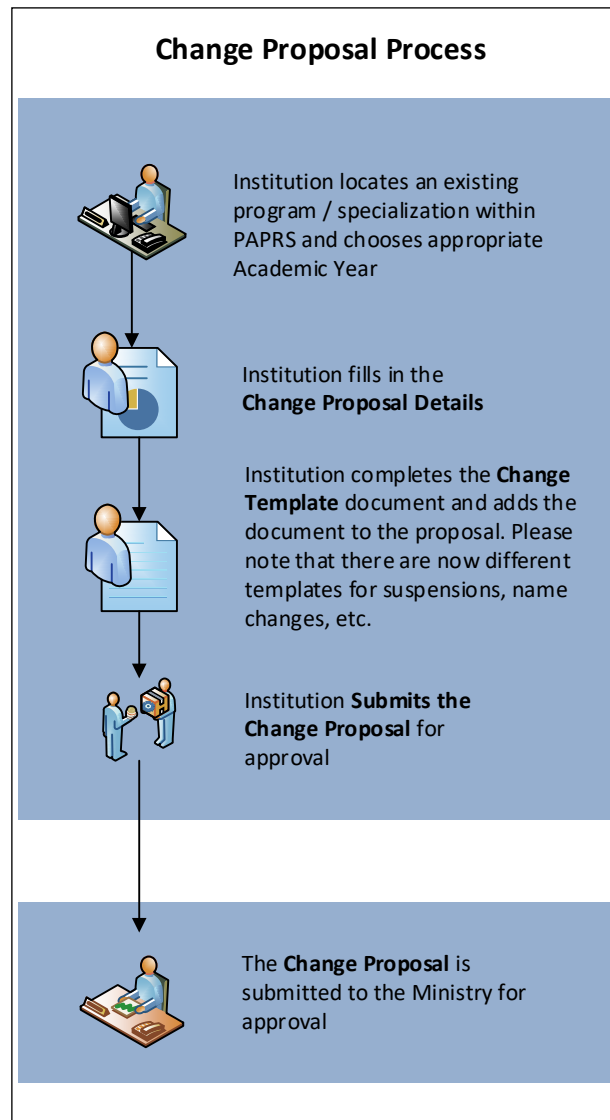 Change Proposal Process
Institution locates an existing
program / specialization within
PAPRS and chooses appropriate
Academic Year
Institution fills in the
Change Proposal Details
Institution completes the Change
Template document and adds the
document to the proposal. Please
note that there are now different
templates for suspensions, name
changes, etc.
Institution Submits the
Change Proposal for
approval
The Change Proposal is
submitted to the Ministry for
approval